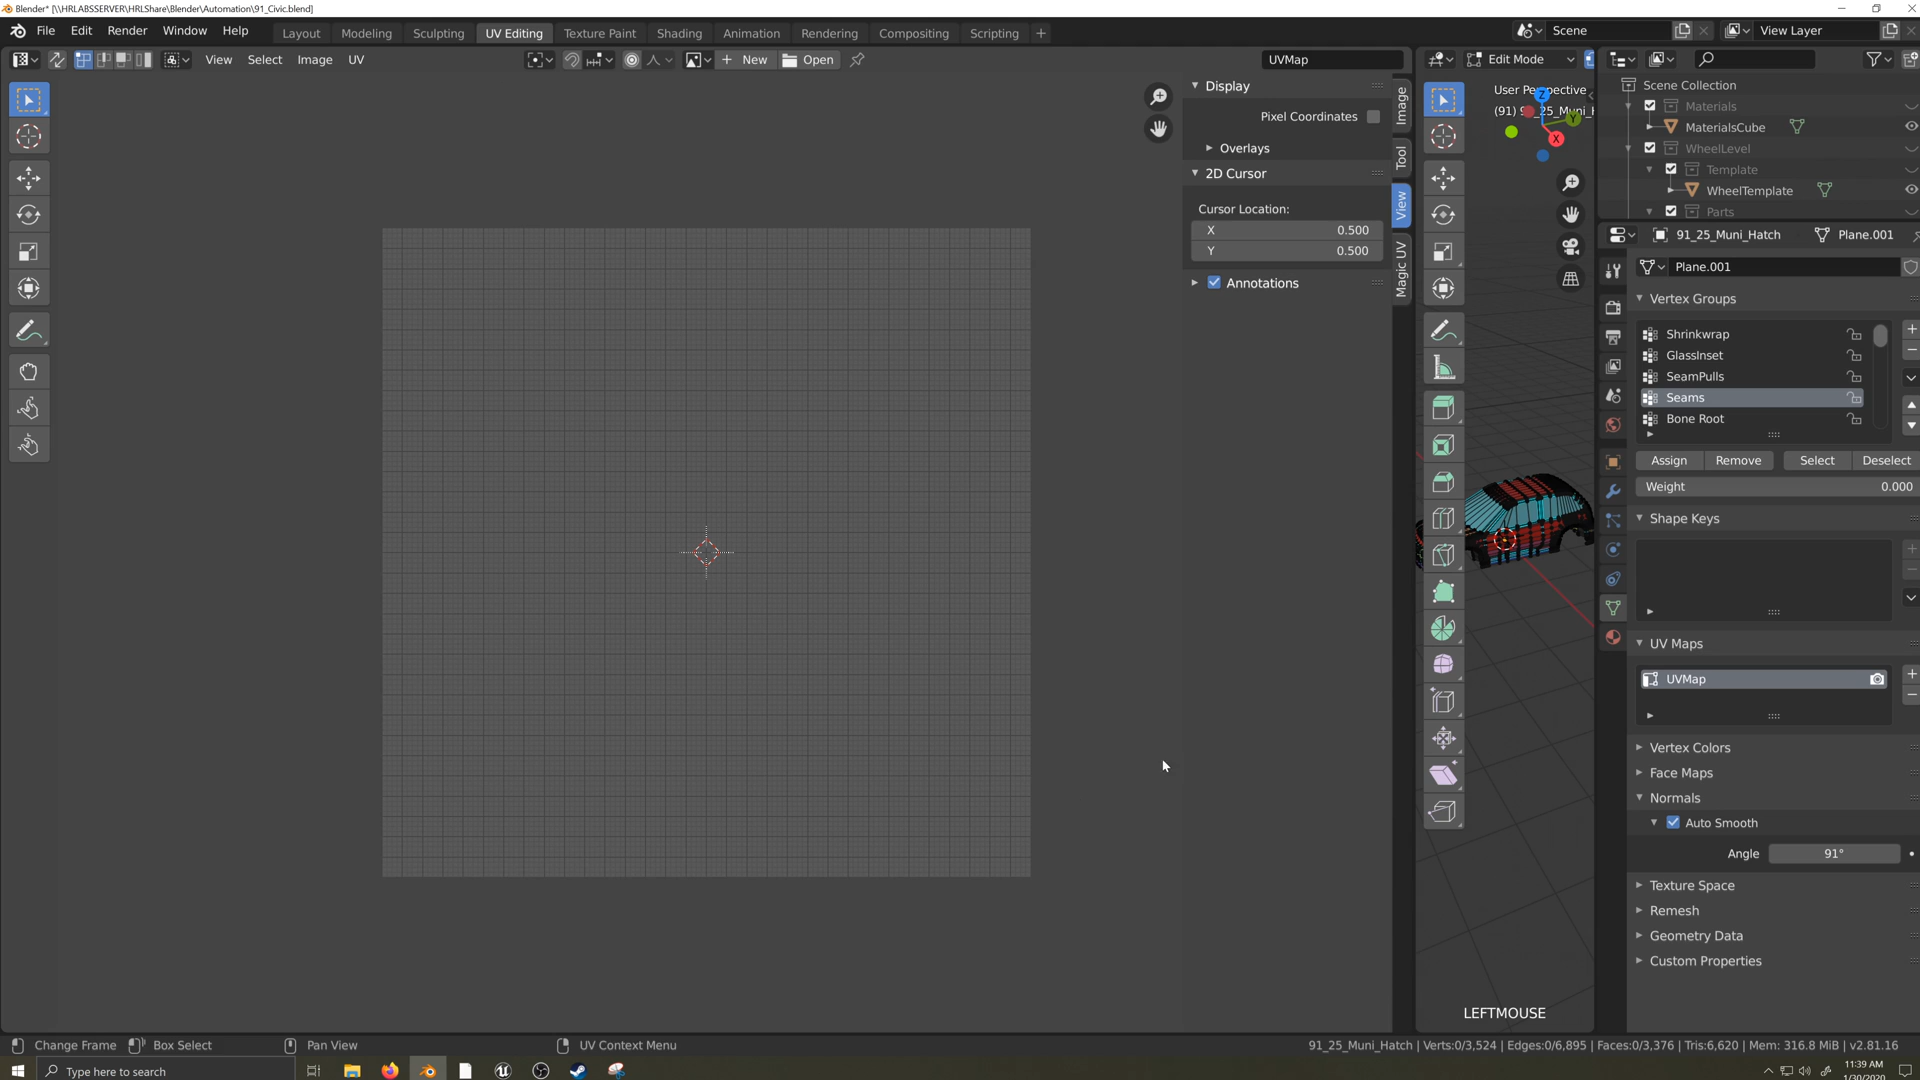 Blender* [\\HRLABSSERVER\HRLShare\Blender\Automation\91_Civic.blend]
File Edit Render Window Help Layout Modeling Sculpting UV Editing Texture Paint Shading Animation Rendering Compositing Scripting + Scene View Layer
View Select Image UV New Open UVMap Edit Mode
Display
Pixel Coordinates
Overlays
2D Cursor
Cursor Location:
X 0.500
Y 0.500
Annotations
Image
Tool
View
Magic UV
User Perspective
(91) 91_25_Muni_H
Z
Y
X
Scene Collection
Materials
MaterialsCube
WheelLevel
Template
WheelTemplate
Parts
91_25_Muni_Hatch Plane.001
Plane.001
Vertex Groups
Shrinkwrap
GlassInset
SeamPulls
Seams
Bone Root
Assign Remove Select Deselect
Weight 0.000
Shape Keys
UV Maps
UVMap
Vertex Colors
Face Maps
Normals
Auto Smooth
Angle 91°
Texture Space
Remesh
Geometry Data
Custom Properties
LEFTMOUSE
Change Frame Box Select Pan View UV Context Menu 91_25_Muni_Hatch | Verts:0/3,524 | Edges:0/6,895 | Faces:0/3,376 | Tris:6,620 | Mem: 316.8 MiB | v2.81.16
Type here to search
11:39 AM
1/30/2020